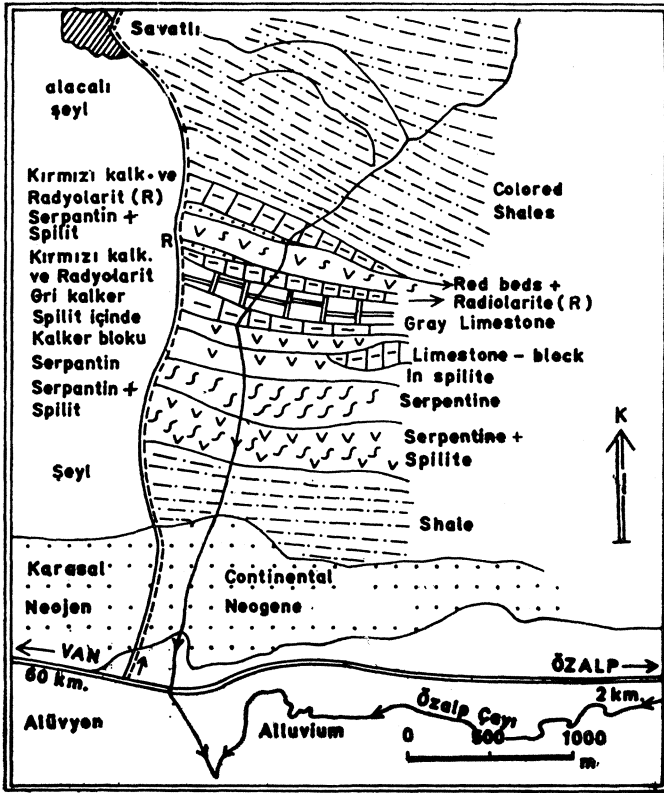 Savatlı
alacalı
şeyl
Kırmızı kalk. ve
Radyolarit (R)
Serpantin +
Spilit
R
Kırmızı kalk.
ve Radyolarit
Gri kalker
Spilit içinde
Kalker bloku
Serpantin
Serpantin +
Spilit
Şeyl
Colored
Shales
Red beds +
Radiolarite (R)
Gray Limestone
Limestone - block
In spilite
Serpentine
Serpentine +
Spilite
K
Shale
Karasal
Neojen
Continental
Neogene
VAN
60 km.
ÖZALP
2 km.
Alüvyon
Alluvium
Özalp Çayı
0 500 1000
m.